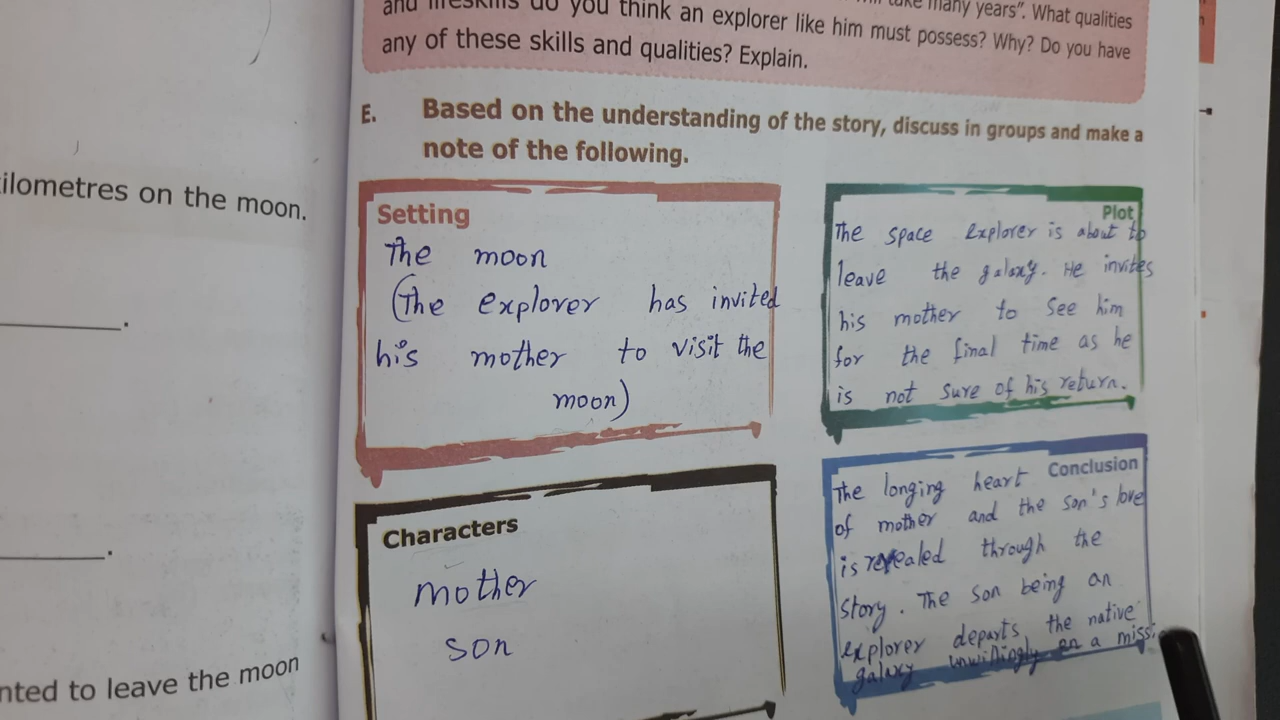 take many years". What qualities
and lifeskills do you think an explorer like him must possess? Why? Do you have
any of these skills and qualities? Explain.
E. Based on the understanding of the story, discuss in groups and make a
note of the following.
Setting
The moon
(The explorer has invited
his mother to visit the
moon)
Plot
The space explorer is about to
leave the galaxy. He invites
his mother to see him
for the final time as he
is not sure of his return.
Characters
mother
son
Conclusion
The longing heart
of mother and the son's love
is revealed through the
story. The son being an
explorer departs the native
galaxy unwillingly on a miss
ilometres on the moon.
.
.
nted to leave the moon